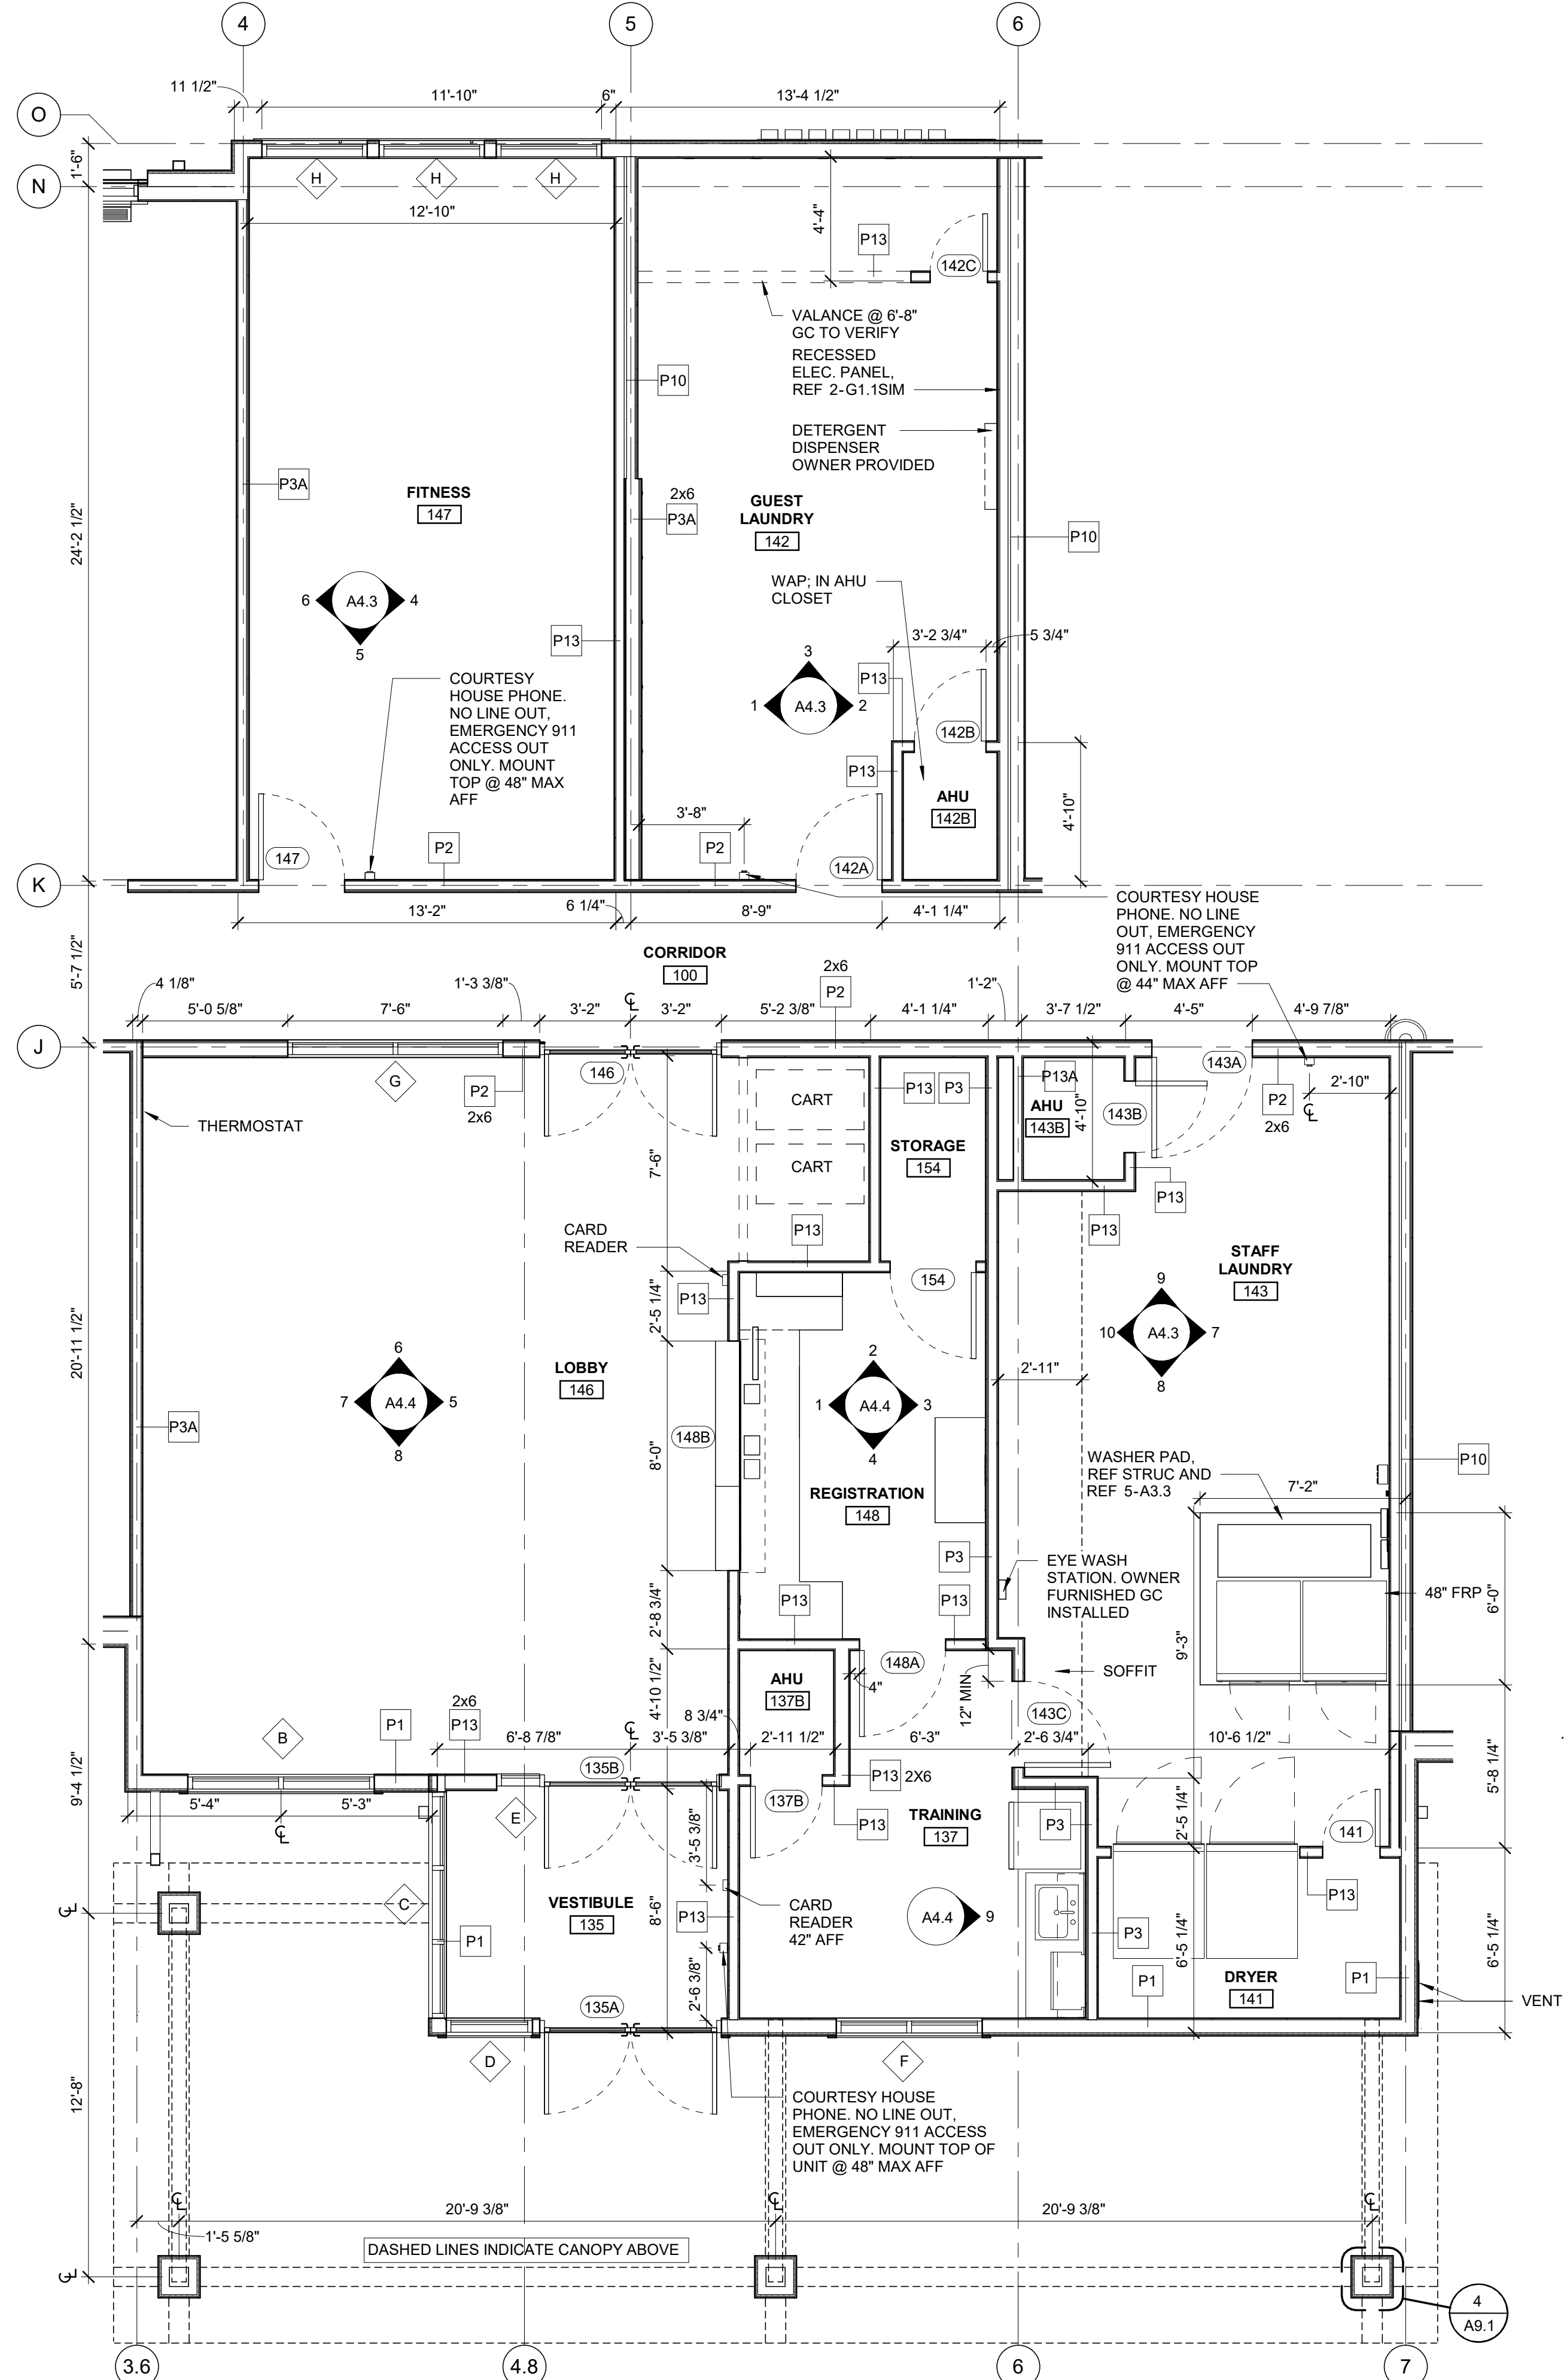 4
5
6
11 1/2"
11'-10"
6"
13'-4 1/2"
O
1'-6"
N
H
H
H
12'-10"
4'-4"
P13
142C
VALANCE @ 6'-8"
GC TO VERIFY
RECESSED
ELEC. PANEL,
REF 2-G1.1SIM
P10
DETERGENT
DISPENSER
OWNER PROVIDED
P3A
FITNESS
147
2x6
P3A
GUEST
LAUNDRY
142
P10
24'-2 1/2"
WAP; IN AHU
CLOSET
6
A4.3
4
5
P13
3'-2 3/4"
5 3/4"
COURTESY
HOUSE PHONE.
NO LINE OUT,
EMERGENCY 911
ACCESS OUT
ONLY. MOUNT
TOP @ 48" MAX
AFF
3
1
A4.3
2
P13
142B
P13
AHU
142B
4'-10"
3'-8"
147
P2
P2
142A
K
13'-2"
6 1/4"
8'-9"
4'-1 1/4"
COURTESY HOUSE
PHONE. NO LINE
OUT, EMERGENCY
911 ACCESS OUT
ONLY. MOUNT TOP
@ 44" MAX AFF
5'-7 1/2"
CORRIDOR
100
2x6
P2
4 1/8"
5'-0 5/8"
7'-6"
1'-3 3/8"
3'-2"
℄
3'-2"
5'-2 3/8"
4'-1 1/4"
1'-2"
3'-7 1/2"
4'-5"
4'-9 7/8"
J
G
P2
2x6
146
THERMOSTAT
CART
CART
P13
P3
STORAGE
154
P13A
AHU
143B
4'-10"
143B
143A
P2
2x6
2'-10"
℄
P13
P13
7'-6"
P13
CARD
READER
P13
2'-5 1/4"
154
STAFF
LAUNDRY
143
9
10
A4.3
7
8
20'-11 1/2"
6
7
A4.4
5
8
LOBBY
146
2
1
A4.4
3
4
2'-11"
P3A
148B
8'-0"
REGISTRATION
148
WASHER PAD,
REF STRUC AND
REF 5-A3.3
P10
7'-2"
P3
EYE WASH
STATION. OWNER
FURNISHED GC
INSTALLED
48" FRP
6'-0"
P13
P13
2'-8 3/4"
9'-3"
148A
SOFFIT
AHU
137B
4"
12" MIN
4'-10 1/2"
143C
B
P1
2x6
P13
6'-8 7/8"
℄
3'-5 3/8"
8 3/4"
2'-11 1/2"
6'-3"
2'-6 3/4"
10'-6 1/2"
9'-4 1/2"
135B
P13
2X6
5'-8 1/4"
5'-4"
5'-3"
℄
E
137B
P13
TRAINING
137
P3
2'-5 1/4"
141
3'-5 3/8"
C
℄
VESTIBULE
135
8'-6"
P13
CARD
READER
42" AFF
A4.4
9
P13
P1
P3
6'-5 1/4"
P1
DRYER
141
P1
6'-5 1/4"
VENT
2'-6 3/8"
135A
D
F
COURTESY HOUSE
PHONE. NO LINE OUT,
EMERGENCY 911 ACCESS
OUT ONLY. MOUNT TOP OF
UNIT @ 48" MAX AFF
12'-8"
℄
20'-9 3/8"
℄
20'-9 3/8"
℄
1'-5 5/8"
DASHED LINES INDICATE CANOPY ABOVE
℄
4
A9.1
3.6
4.8
6
7